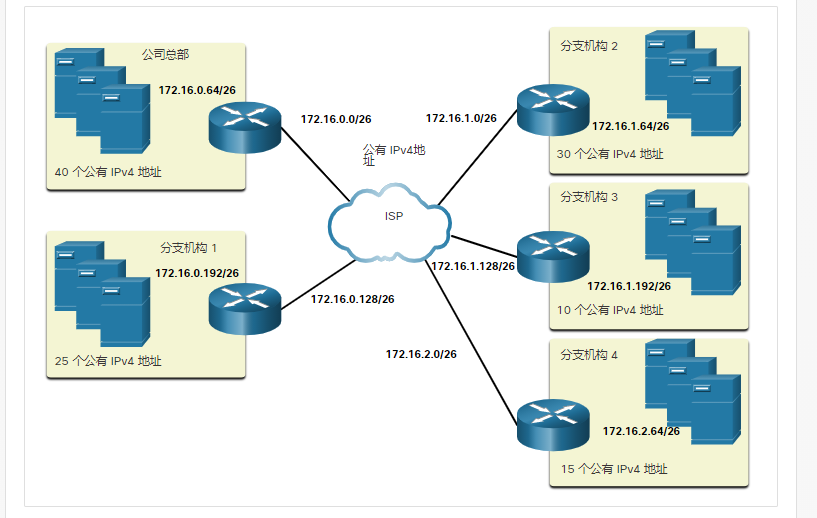 公司总部
172.16.0.64/26
40 个公有 IPv4 地址
172.16.0.0/26
公有 IPv4地
址
ISP
172.16.1.0/26
分支机构 2
172.16.1.64/26
30 个公有 IPv4 地址
分支机构 1
172.16.0.192/26
25 个公有 IPv4 地址
172.16.0.128/26
172.16.1.128/26
分支机构 3
172.16.1.192/26
10 个公有 IPv4 地址
172.16.2.0/26
分支机构 4
172.16.2.64/26
15 个公有 IPv4 地址